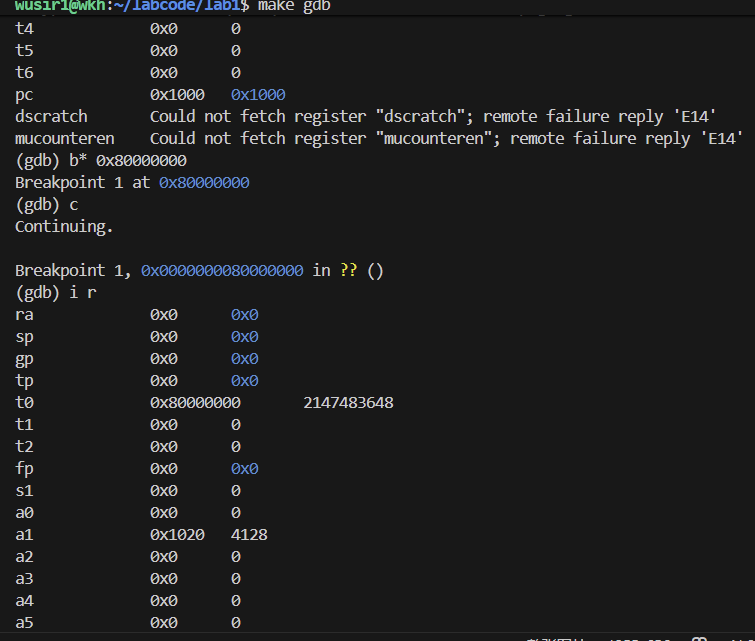 wusir1@wkh:~/labcode/lab1$ make gdb
t4 0x0 0
t5 0x0 0
t6 0x0 0
pc 0x1000 0x1000
dscratch Could not fetch register "dscratch"; remote failure reply 'E14'
mucounteren Could not fetch register "mucounteren"; remote failure reply 'E14'
(gdb) b* 0x80000000
Breakpoint 1 at 0x80000000
(gdb) c
Continuing.
Breakpoint 1, 0x0000000080000000 in ?? ()
(gdb) i r
ra 0x0 0x0
sp 0x0 0x0
gp 0x0 0x0
tp 0x0 0x0
t0 0x80000000 2147483648
t1 0x0 0
t2 0x0 0
fp 0x0 0x0
s1 0x0 0
a0 0x0 0
a1 0x1020 4128
a2 0x0 0
a3 0x0 0
a4 0x0 0
a5 0x0 0